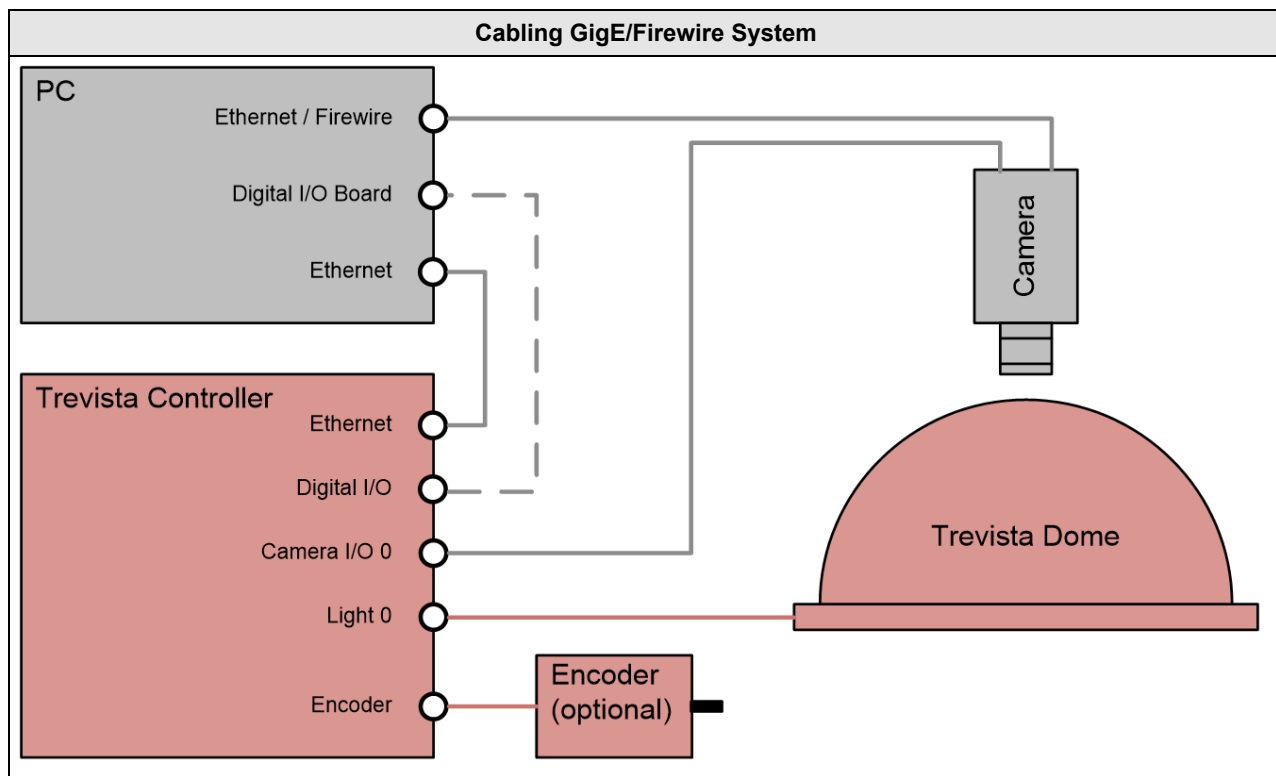 Cabling GigE/Firewire System
PC
Ethernet / Firewire
Digital I/O Board
Ethernet
Camera
Trevista Controller
Ethernet
Digital I/O
Camera I/O 0
Light 0
Encoder
Trevista Dome
Encoder
(optional)